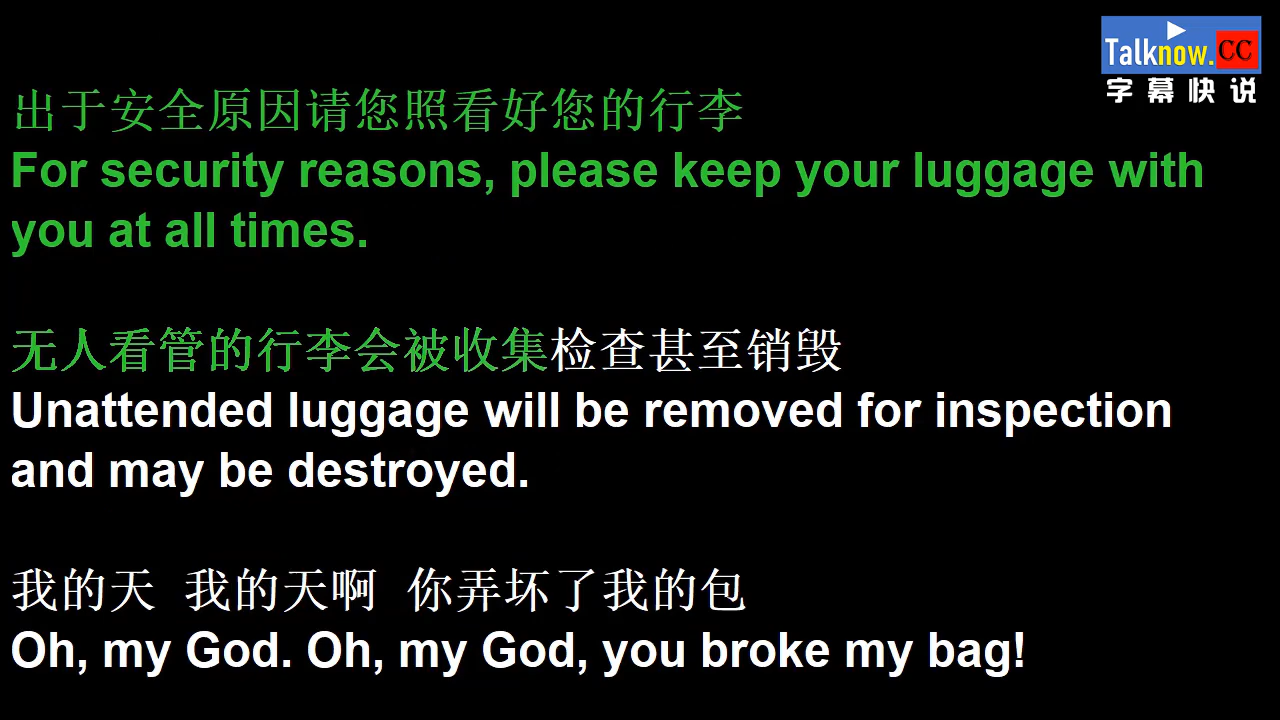 Talknow.CC
字幕快说
出于安全原因请您照看好您的行李
For security reasons, please keep your luggage with
you at all times.
无人看管的行李会被收集检查甚至销毁
Unattended luggage will be removed for inspection
and may be destroyed.
我的天 我的天啊 你弄坏了我的包
Oh, my God. Oh, my God, you broke my bag!